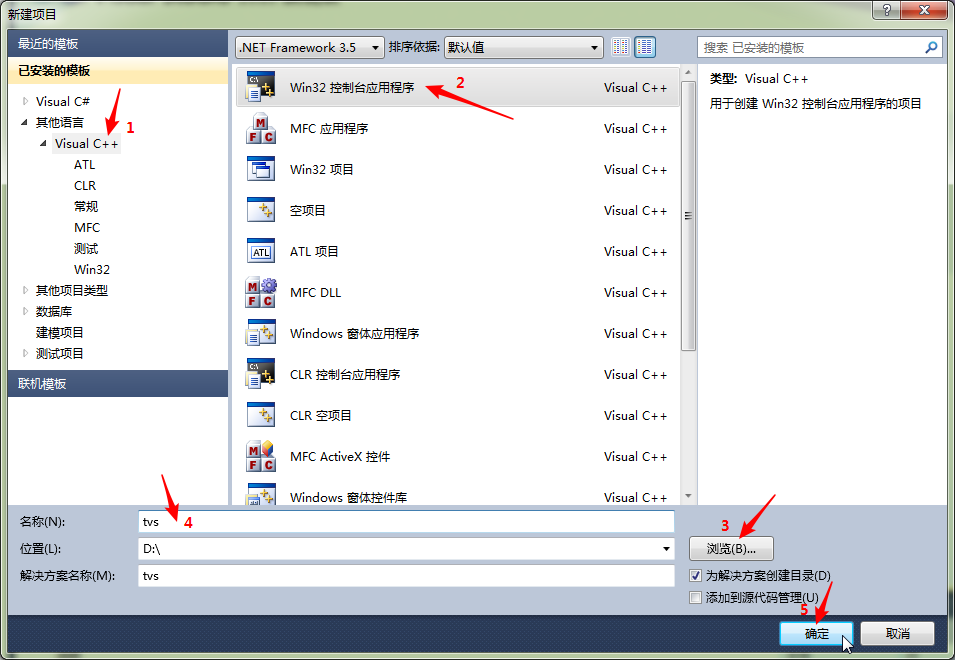 新建项目
最近的模板
已安装的模板
Visual C#
其他语言
Visual C++
1
ATL
CLR
常规
MFC
测试
Win32
其他项目类型
数据库
建模项目
测试项目
联机模板
.NET Framework 3.5 排序依据: 默认值
搜索 已安装的模板
Win32 控制台应用程序 2 Visual C++
MFC 应用程序 Visual C++
Win32 项目 Visual C++
空项目 Visual C++
ATL 项目 Visual C++
MFC DLL Visual C++
Windows 窗体应用程序 Visual C++
CLR 控制台应用程序 Visual C++
CLR 空项目 Visual C++
MFC ActiveX 控件 Visual C++
Windows 窗体控件库 Visual C++
类型: Visual C++
用于创建 Win32 控制台应用程序的项目
名称(N): tvs 4
位置(L): D:\
3
浏览(B)...
解决方案名称(M): tvs
为解决方案创建目录(D)
添加到源代码管理(U)
5
确定 取消